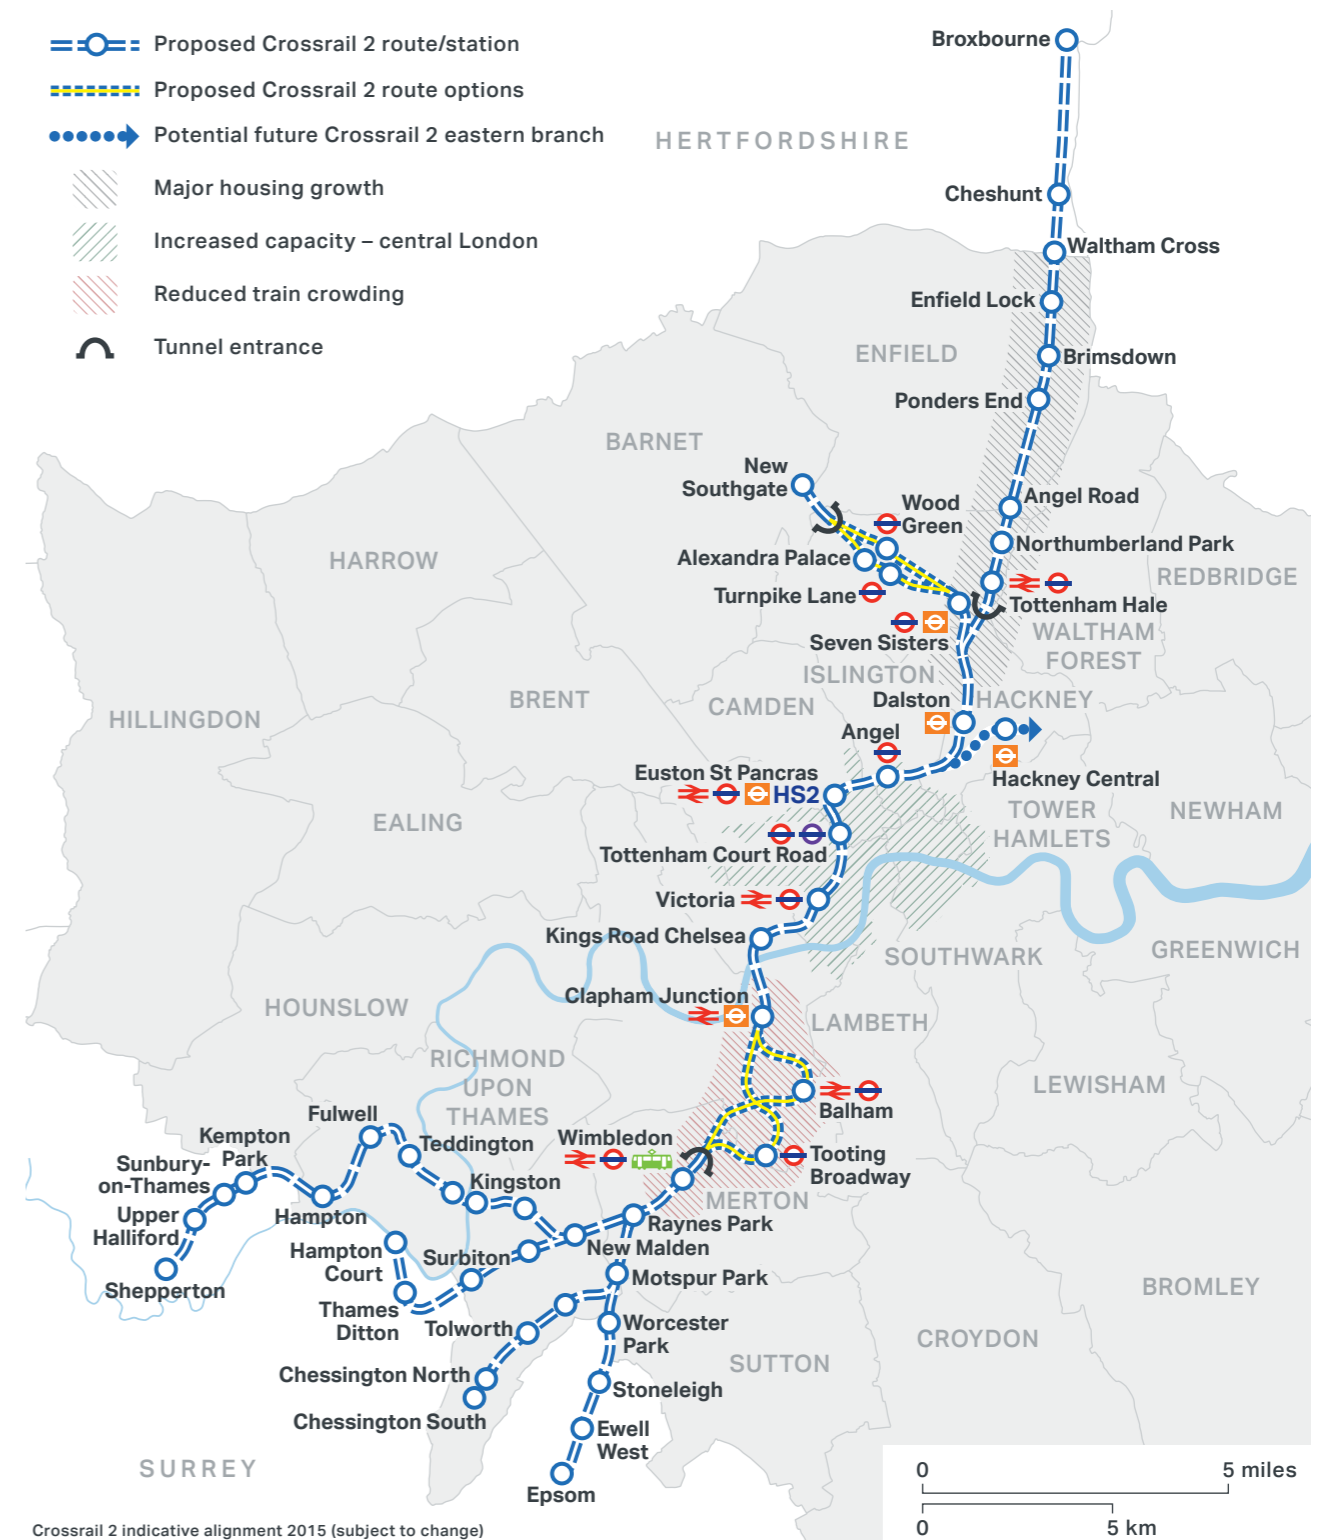 Proposed Crossrail 2 route/station
Proposed Crossrail 2 route options
Potential future Crossrail 2 eastern branch
Major housing growth
Increased capacity – central London
Reduced train crowding
Tunnel entrance
Broxbourne
HERTFORDSHIRE
Cheshunt
Waltham Cross
Enfield Lock
ENFIELD
Brimsdown
Ponders End
BARNET
New
Southgate
Wood
Green
Angel Road
Northumberland Park
HARROW
Alexandra Palace
REDBRIDGE
Turnpike Lane
Tottenham Hale
Seven Sisters
WALTHAM
FOREST
ISLINGTON
HILLINGDON
BRENT
CAMDEN
Dalston
HACKNEY
Angel
Euston St Pancras
HS2
Hackney Central
EALING
TOWER
HAMLETS
NEWHAM
Tottenham Court Road
Victoria
Kings Road Chelsea
SOUTHWARK
GREENWICH
HOUNSLOW
Clapham Junction
LAMBETH
RICHMOND
UPON
THAMES
LEWISHAM
Balham
Fulwell
Teddington
Wimbledon
Tooting
Broadway
Kempton
Park
Sunbury-
on-Thames
Kingston
MERTON
Upper
Halliford
Hampton
Raynes Park
New Malden
Hampton
Court
Surbiton
Motspur Park
Shepperton
BROMLEY
Thames
Ditton
Tolworth
Worcester
Park
CROYDON
SUTTON
Chessington North
Stoneleigh
Chessington South
Ewell
West
SURREY
Epsom
0
5 miles
0
5 km
Crossrail 2 indicative alignment 2015 (subject to change)